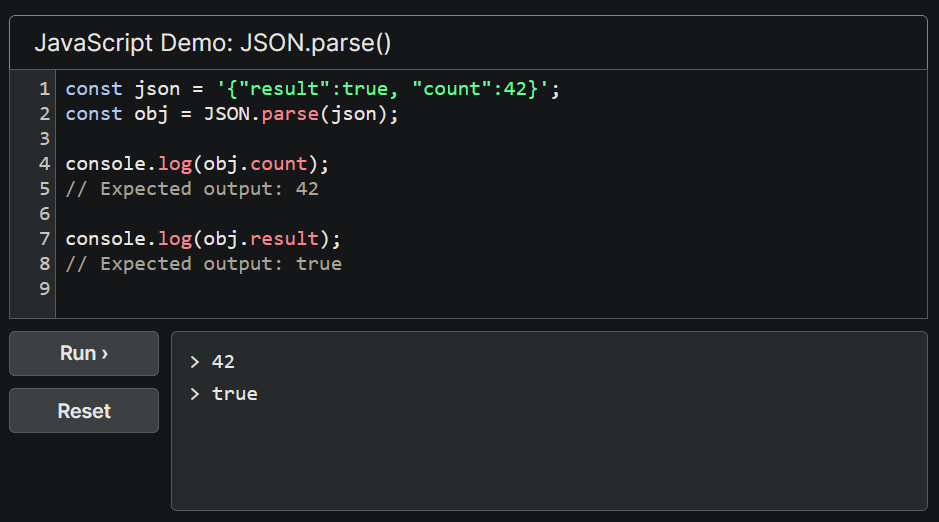 JavaScript Demo: JSON.parse()
1 const json = '{"result":true, "count":42}';
2 const obj = JSON.parse(json);
3
4 console.log(obj.count);
5 // Expected output: 42
6
7 console.log(obj.result);
8 // Expected output: true
9
Run ›
Reset
> 42
> true